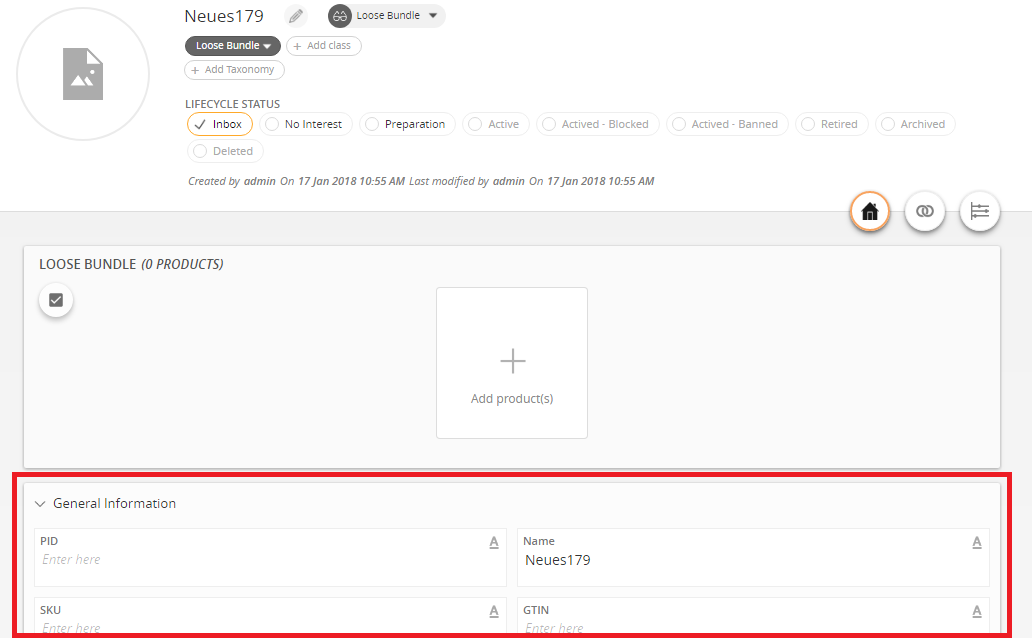 Neues179
Loose Bundle
Loose Bundle
+ Add class
+ Add Taxonomy
LIFECYCLE STATUS
Inbox
No Interest
Preparation
Active
Actived - Blocked
Actived - Banned
Retired
Archived
Deleted
Created by admin On 17 Jan 2018 10:55 AM Last modified by admin On 17 Jan 2018 10:55 AM
LOOSE BUNDLE (0 PRODUCTS)
Add product(s)
General Information
PID
A
Enter here
Name
A
Neues179
SKU
A
Enter here
GTIN
A
Enter here